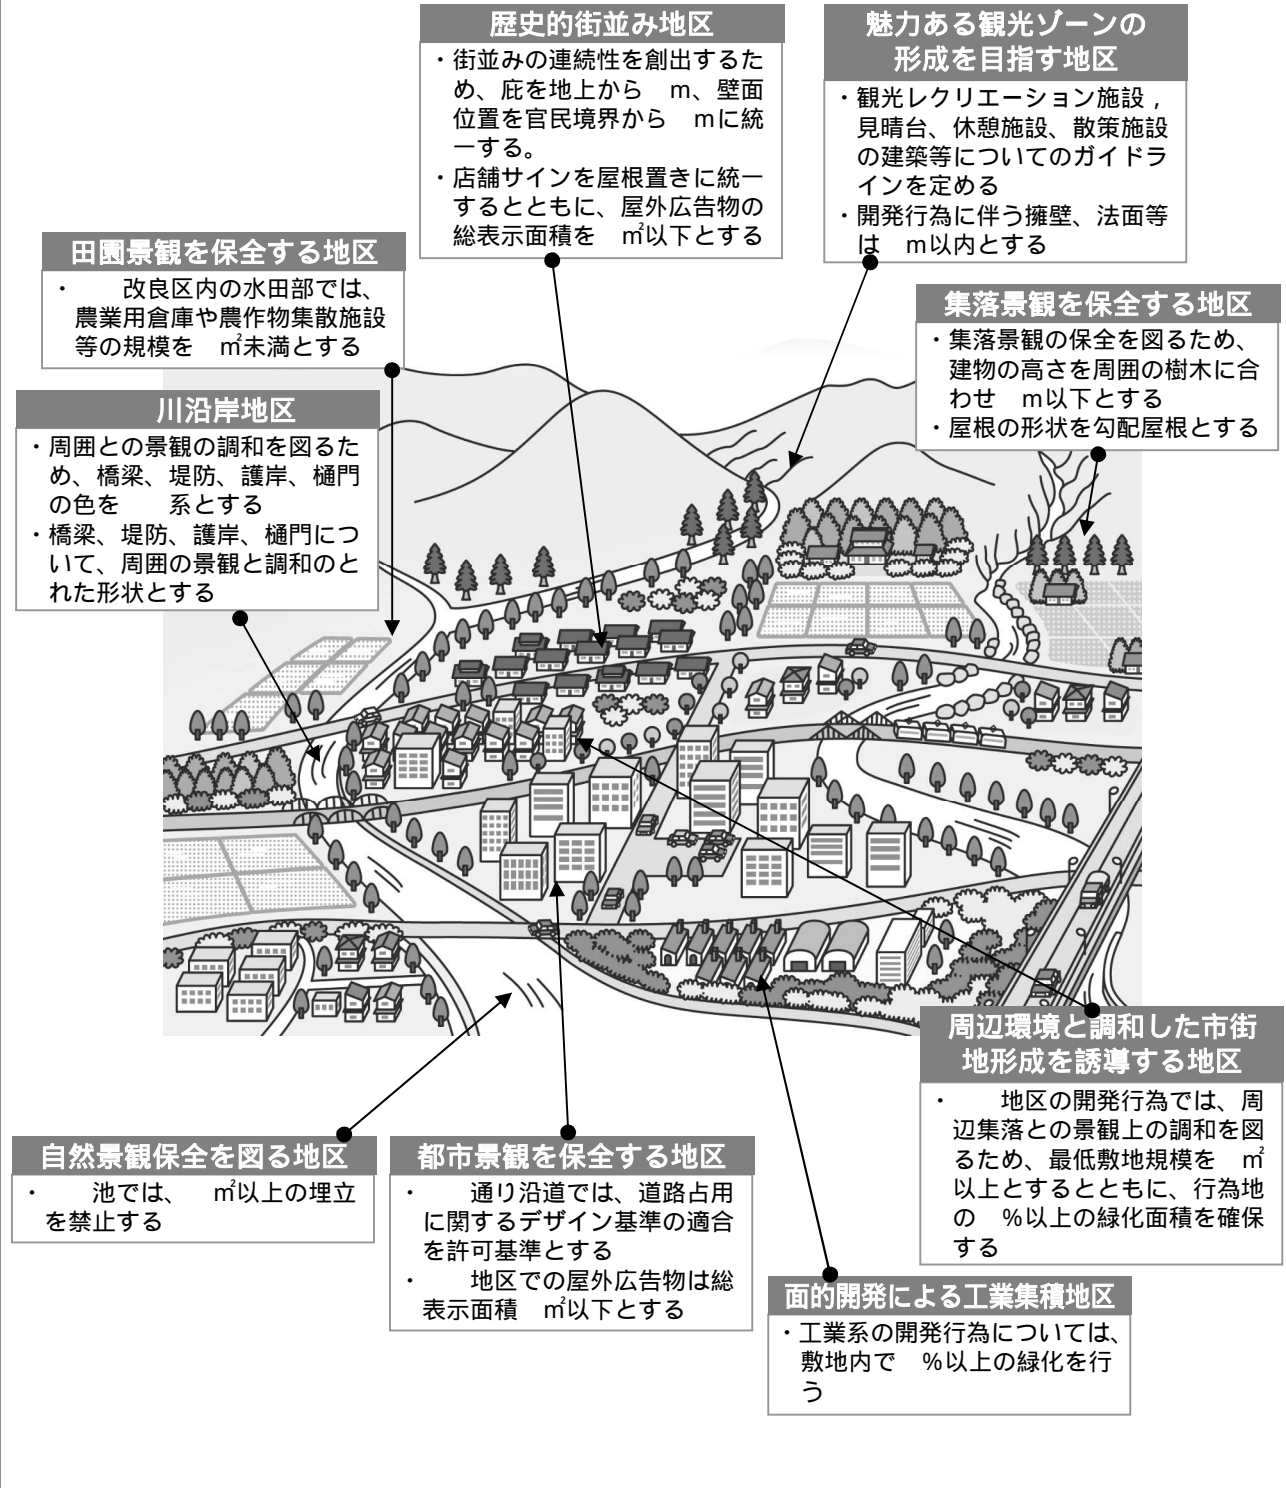 歴史的街並み地区
・街並みの連続性を創出するた
め、庇を地上から　ｍ、壁面
位置を官民境界から　ｍに統
一する。
・店舗サインを屋根置きに統一
するとともに、屋外広告物の
総表示面積を　㎡以下とする
魅力ある観光ゾーンの
形成を目指す地区
・観光レクリエーション施設，
見晴台、休憩施設、散策施設
の建築等についてのガイドラ
インを定める
・開発行為に伴う擁壁、法面等
は　ｍ以内とする
田園景観を保全する地区
・　　改良区内の水田部では、
農業用倉庫や農作物集散施設
等の規模を　㎡未満とする
集落景観を保全する地区
・集落景観の保全を図るため、
建物の高さを周囲の樹木に合
わせ　ｍ以下とする
・屋根の形状を勾配屋根とする
川沿岸地区
・周囲との景観の調和を図るた
め、橋梁、堤防、護岸、樋門
の色を　　系とする
・橋梁、堤防、護岸、樋門につ
いて、周囲の景観と調和のと
れた形状とする
周辺環境と調和した市街
地形成を誘導する地区
・　　地区の開発行為では、周
辺集落との景観上の調和を図
るため、最低敷地規模を　㎡
以上とするとともに、行為地
の　％以上の緑化面積を確保
する
自然景観保全を図る地区
・　　池では、　㎡以上の埋立
を禁止する
都市景観を保全する地区
・　　通り沿道では、道路占用
に関するデザイン基準の適合
を許可基準とする
・　　地区での屋外広告物は総
表示面積　㎡以下とする
面的開発による工業集積地区
・工業系の開発行為については、
敷地内で　％以上の緑化を行
う